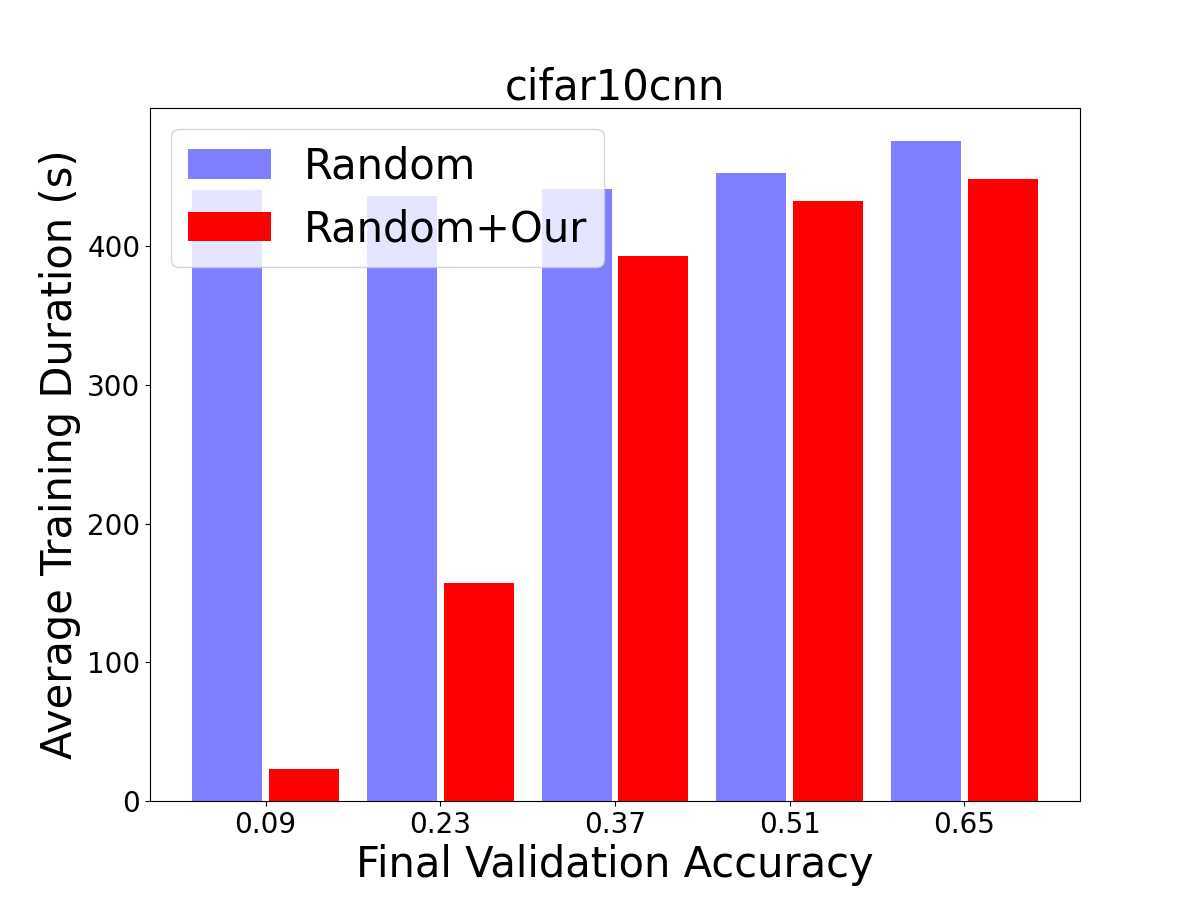 cifar10cnn
Random
Random+Our
Average Training Duration (s)
400
300
200
100
0
0.09 0.23 0.37 0.51 0.65
Final Validation Accuracy